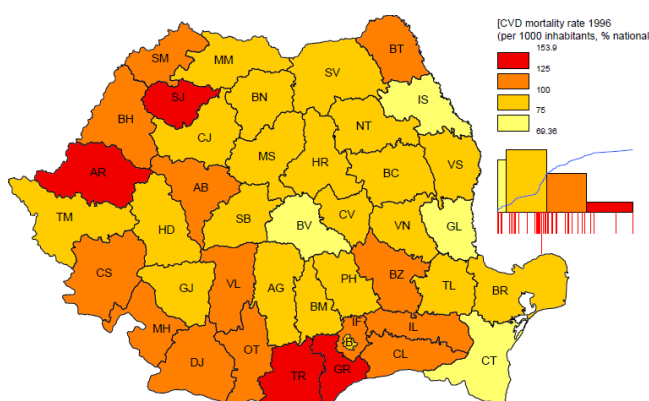 [CVD mortality rate 1996
(per 1000 inhabitants, % national
153.9
125
100
75
69.36
BT
SM
MM
SV
SJ
BN
IS
BH
CJ
NT
MS
HR
VS
AR
BC
AB
TM
HD
SB
BV
CV
VN
GL
CS
GJ
VL
AG
PH
BZ
TL
BR
BM
MH
IF
IL
B
OT
DJ
TR
GR
CL
CT